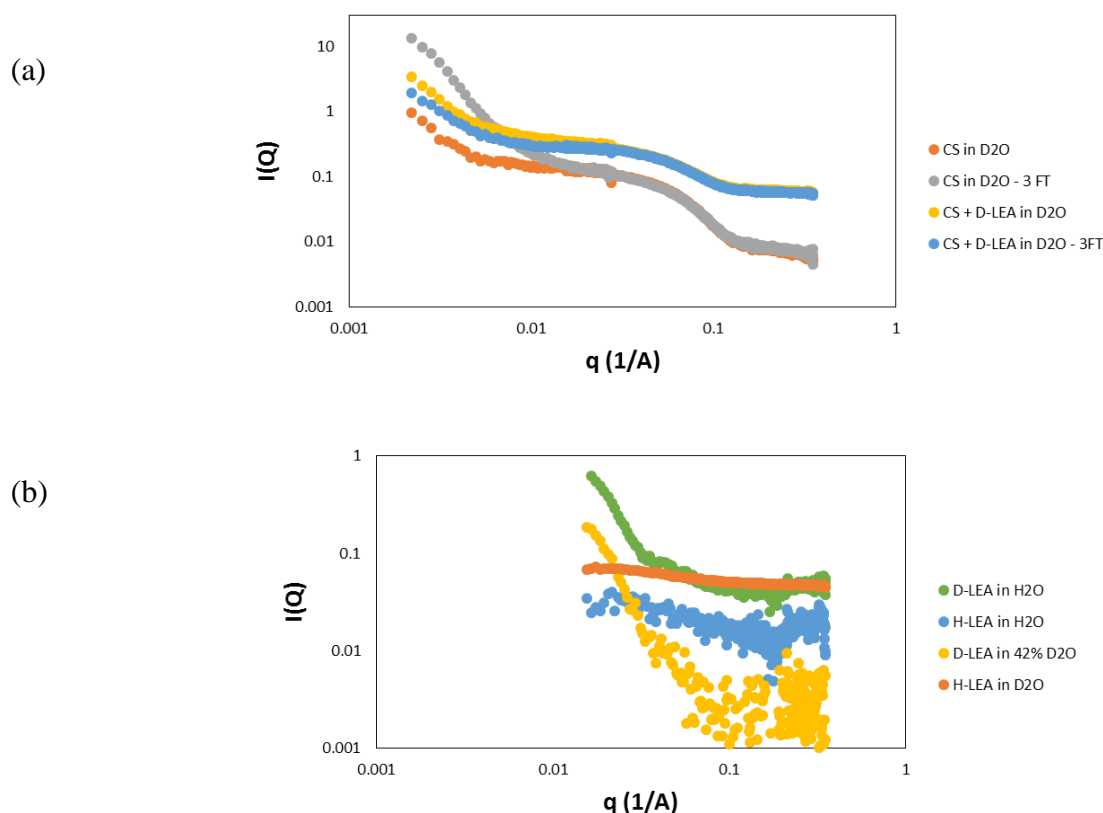 (a)
10
1
0.1
0.01
0.001
I(Q)
0.001
0.01
0.1
1
q (1/A)
CS in D2O
CS in D2O - 3 FT
CS + D-LEA in D2O
CS + D-LEA in D2O - 3FT
(b)
1
0.1
0.01
0.001
I(Q)
0.001
0.01
0.1
1
q (1/A)
D-LEA in H2O
H-LEA in H2O
D-LEA in 42% D2O
H-LEA in D2O